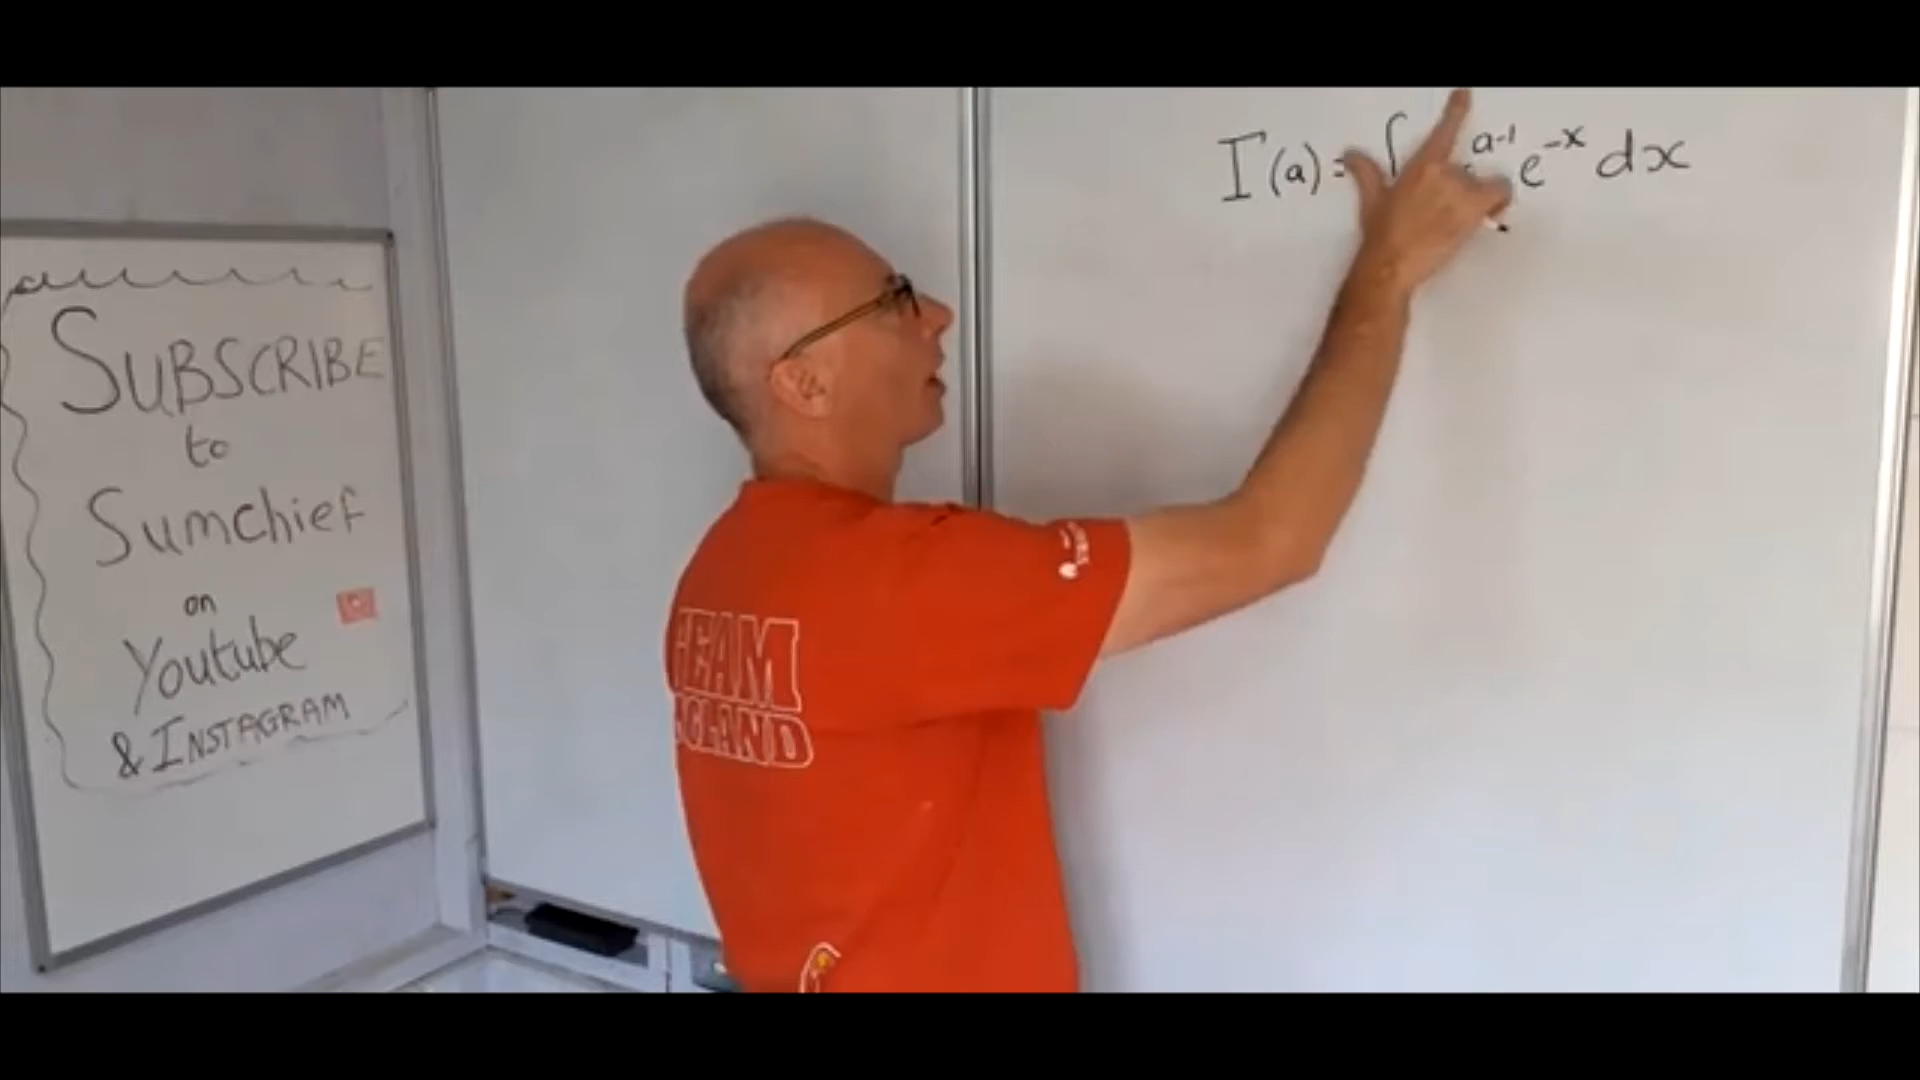 SUBSCRIBE
to
Sumchief
on
Youtube
& INSTAGRAM
Γ(a) = ∫ a-1 e^-x dx
TEAM